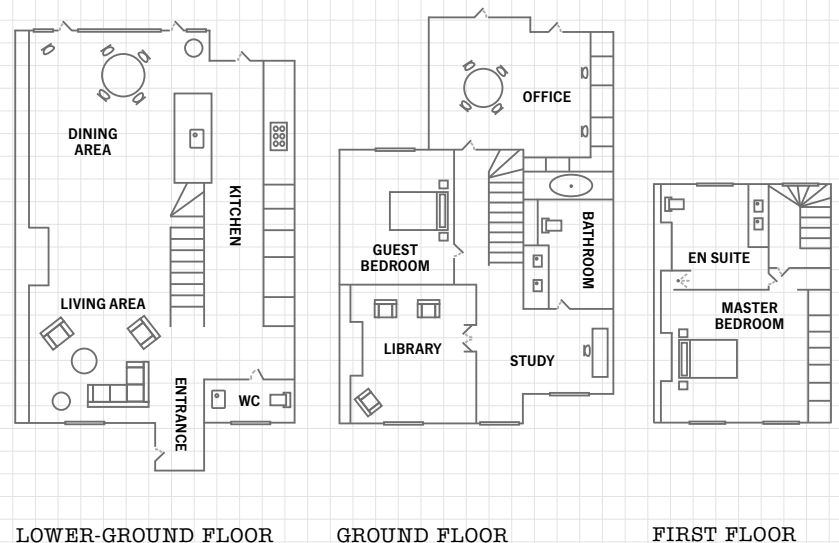 DINING
AREA
KITCHEN
LIVING AREA
ENTRANCE
WC
LOWER-GROUND FLOOR
OFFICE
GUEST
BEDROOM
BATHROOM
LIBRARY
STUDY
GROUND FLOOR
EN SUITE
MASTER
BEDROOM
FIRST FLOOR